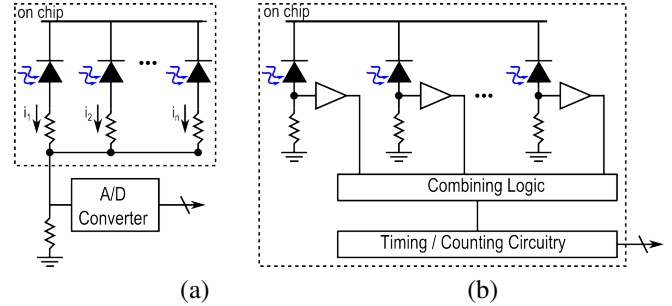 on chip
i1 i2 in
A/D
Converter
(a)
on chip
Combining Logic
Timing / Counting Circuitry
(b)